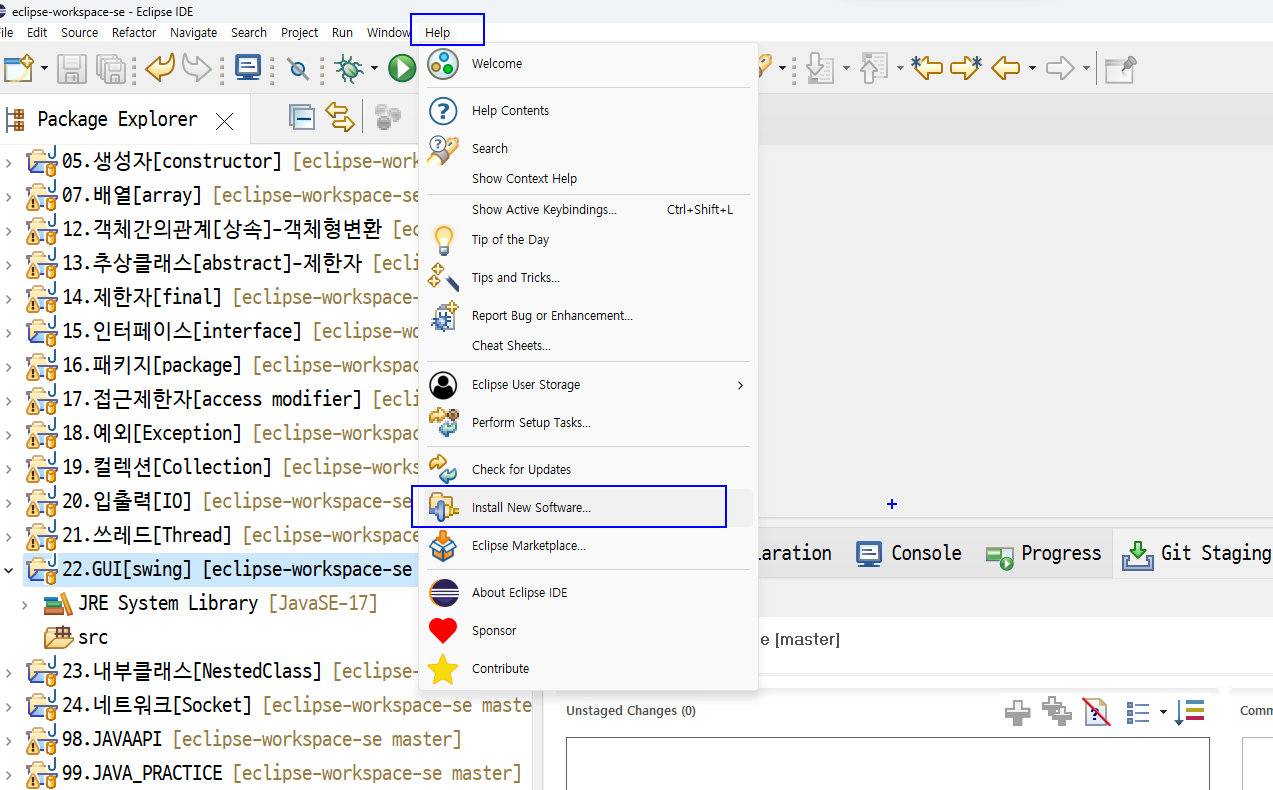 eclipse-workspace-se - Eclipse IDE
ile Edit Source Refactor Navigate Search Project Run Window Help
Welcome
Help Contents
Search
Show Context Help
Show Active Keybindings... Ctrl+Shift+L
Tip of the Day
Tips and Tricks...
Report Bug or Enhancement...
Cheat Sheets...
Eclipse User Storage
Perform Setup Tasks...
Check for Updates
Install New Software...
Eclipse Marketplace...
About Eclipse IDE
Sponsor
Contribute
Package Explorer
05.생성자[constructor] [eclipse-work
07.배열[array] [eclipse-workspace-se
12.객체간의관계[상속]-객체형변환 [ec
13.추상클래스[abstract]-제한자 [ecli
14.제한자[final] [eclipse-workspace-
15.인터페이스[interface] [eclipse-wo
16.패키지[package] [eclipse-workspac
17.접근제한자[access modifier] [ecli
18.예외[Exception] [eclipse-workspac
19.컬렉션[Collection] [eclipse-works
20.입출력[IO] [eclipse-workspace-se
21.쓰레드[Thread] [eclipse-workspace
22.GUI[swing] [eclipse-workspace-se
JRE System Library [JavaSE-17]
src
23.내부클래스[NestedClass] [eclipse-
24.네트워크[Socket] [eclipse-workspace-se maste
98.JAVAAPI [eclipse-workspace-se master]
99.JAVA_PRACTICE [eclipse-workspace-se master]
laration Console Progress Git Staging
e [master]
Unstaged Changes (0)
Comm